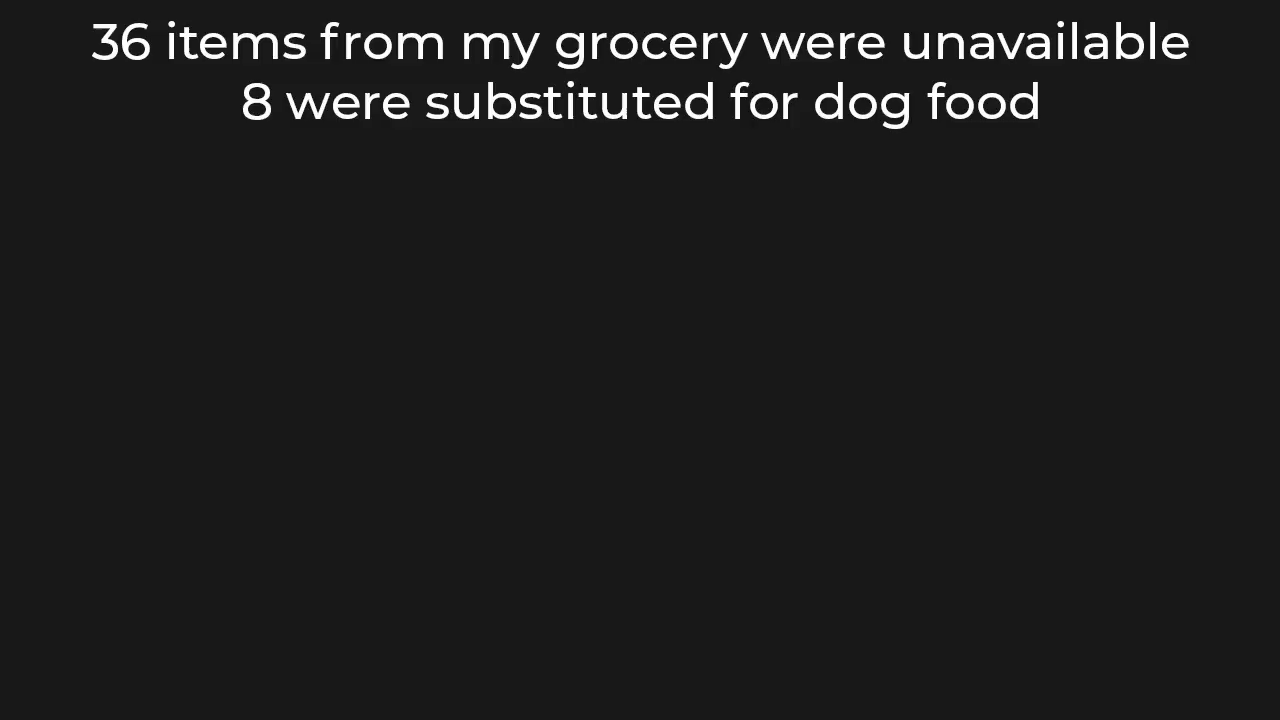 36 items from my grocery were unavailable
8 were substituted for dog food